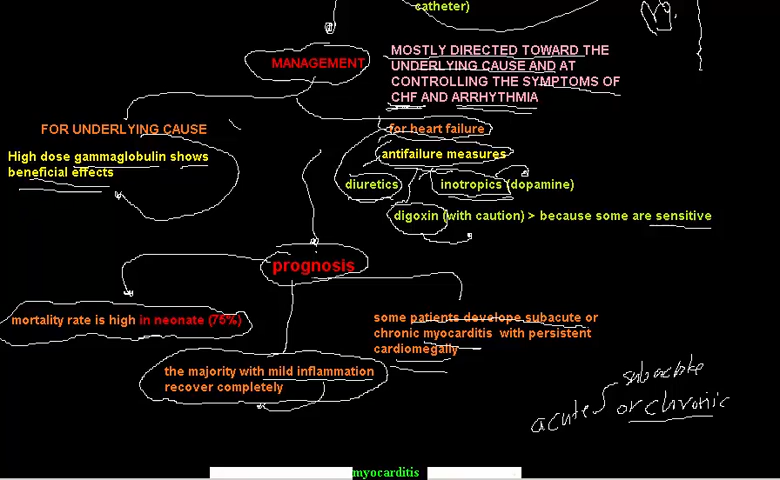 catheter)
MANAGEMENT
MOSTLY DIRECTED TOWARD THE
UNDERLYING CAUSE AND AT
CONTROLLING THE SYMPTOMS OF
CHF AND ARRHYTHMIA
FOR UNDERLYING CAUSE
High dose gammaglobulin shows
beneficial effects
for heart failure
antifailure measures
diuretics
inotropics (dopamine)
digoxin (with caution) > because some are sensitive
prognosis
mortality rate is high in neonate (75%)
some patients develope subacute or
chronic myocarditis with persistent
cardiomegally
the majority with mild inflammation
recover completely
subacute
acute or chronic
myocarditis